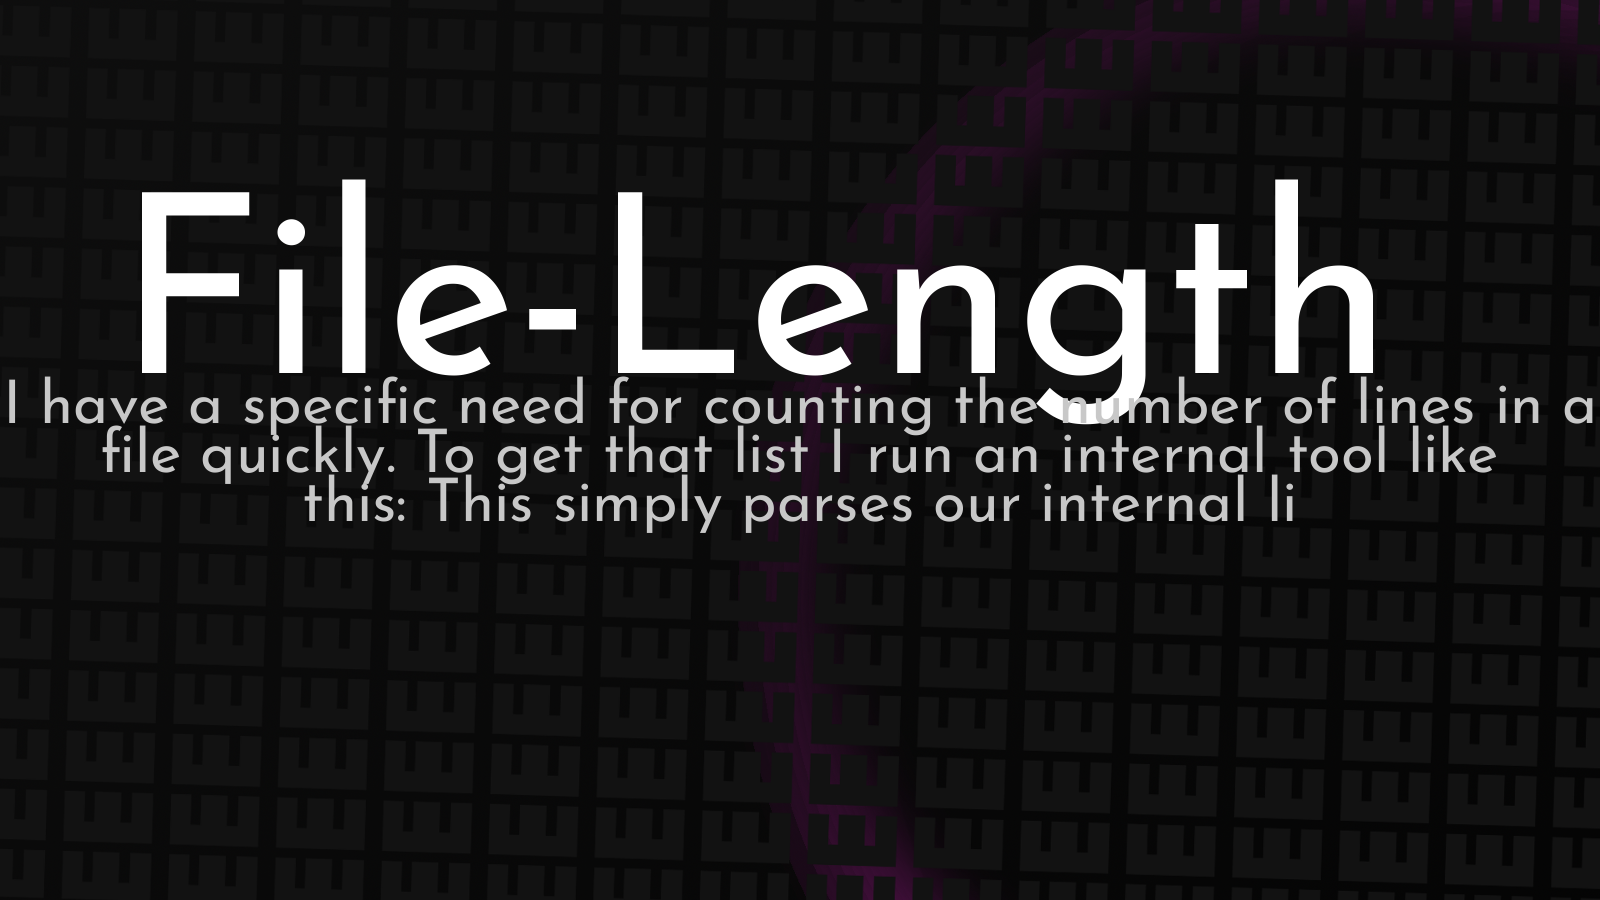 File-Length
I have a specific need for counting the number of lines in a
file quickly. To get that list I run an internal tool like
this: This simply parses our internal li